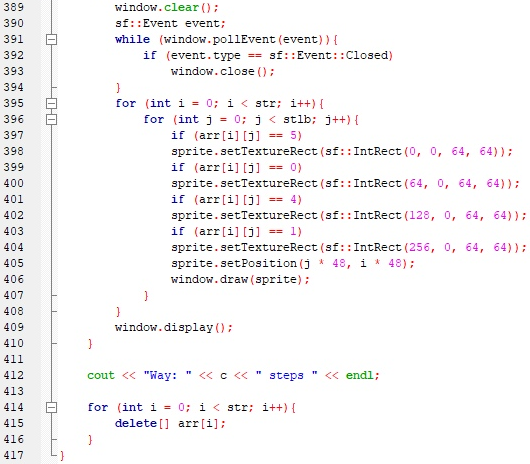 389 window.clear();
390 sf::Event event;
391 while (window.pollEvent(event)){
392 if (event.type == sf::Event::Closed)
393 window.close();
394 }
395 for (int i = 0; i < str; i++){
396 for (int j = 0; j < stlb; j++){
397 if (arr[i][j] == 5)
398 sprite.setTextureRect(sf::IntRect(0, 0, 64, 64));
399 if (arr[i][j] == 0)
400 sprite.setTextureRect(sf::IntRect(64, 0, 64, 64));
401 if (arr[i][j] == 4)
402 sprite.setTextureRect(sf::IntRect(128, 0, 64, 64));
403 if (arr[i][j] == 1)
404 sprite.setTextureRect(sf::IntRect(256, 0, 64, 64));
405 sprite.setPosition(j * 48, i * 48);
406 window.draw(sprite);
407 }
408 }
409 window.display();
410 }
411
412 cout << "Way: " << c << " steps " << endl;
413
414 for (int i = 0; i < str; i++){
415 delete[] arr[i];
416 }
417 }